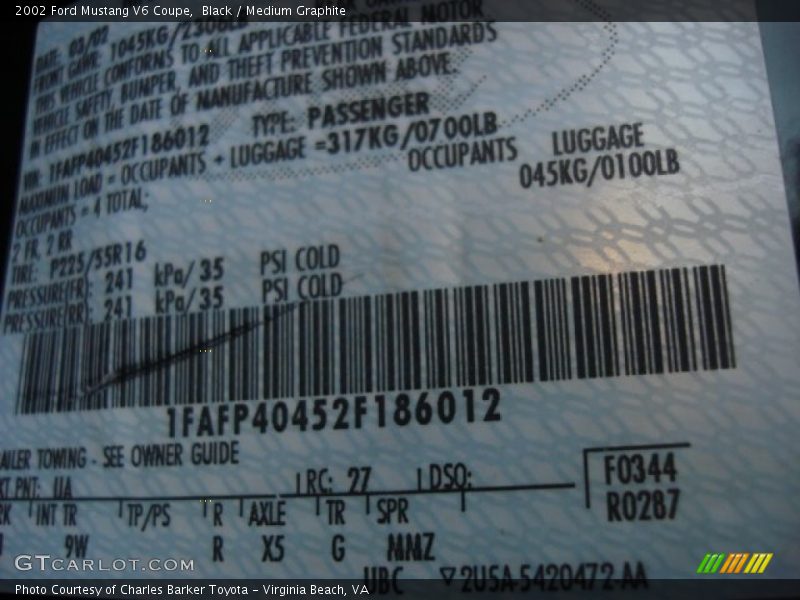 2002 Ford Mustang V6 Coupe, Black / Medium Graphite
DATE: 03/02
FRONT GAWR: 1045KG/2306LB
THIS VEHICLE CONFORMS TO ALL APPLICABLE FEDERAL MOTOR
VEHICLE SAFETY, BUMPER, AND THEFT PREVENTION STANDARDS
IN EFFECT ON THE DATE OF MANUFACTURE SHOWN ABOVE.
VIN: 1FAFP40452F186012 TYPE: PASSENGER
MAXIMUM LOAD = OCCUPANTS + LUGGAGE =317KG/0700LB
OCCUPANTS = 4 TOTAL; OCCUPANTS LUGGAGE
2 FR, 2 RR 045KG/0100LB
TIRE: P225/55R16
PRESSURE(FR): 241 kPa/ 35 PSI COLD
PRESSURE(RR): 241 kPa/ 35 PSI COLD
1FAFP40452F186012
AILER TOWING - SEE OWNER GUIDE
XT PNT: UA RC: 27 DSO: F0344
RK INT TR TP/PS R AXLE TR SPR R0287
9W R X5 G MMZ
UBC 2U5A-5420472-AA
GTCARLOT.COM
Photo Courtesy of Charles Barker Toyota – Virginia Beach, VA